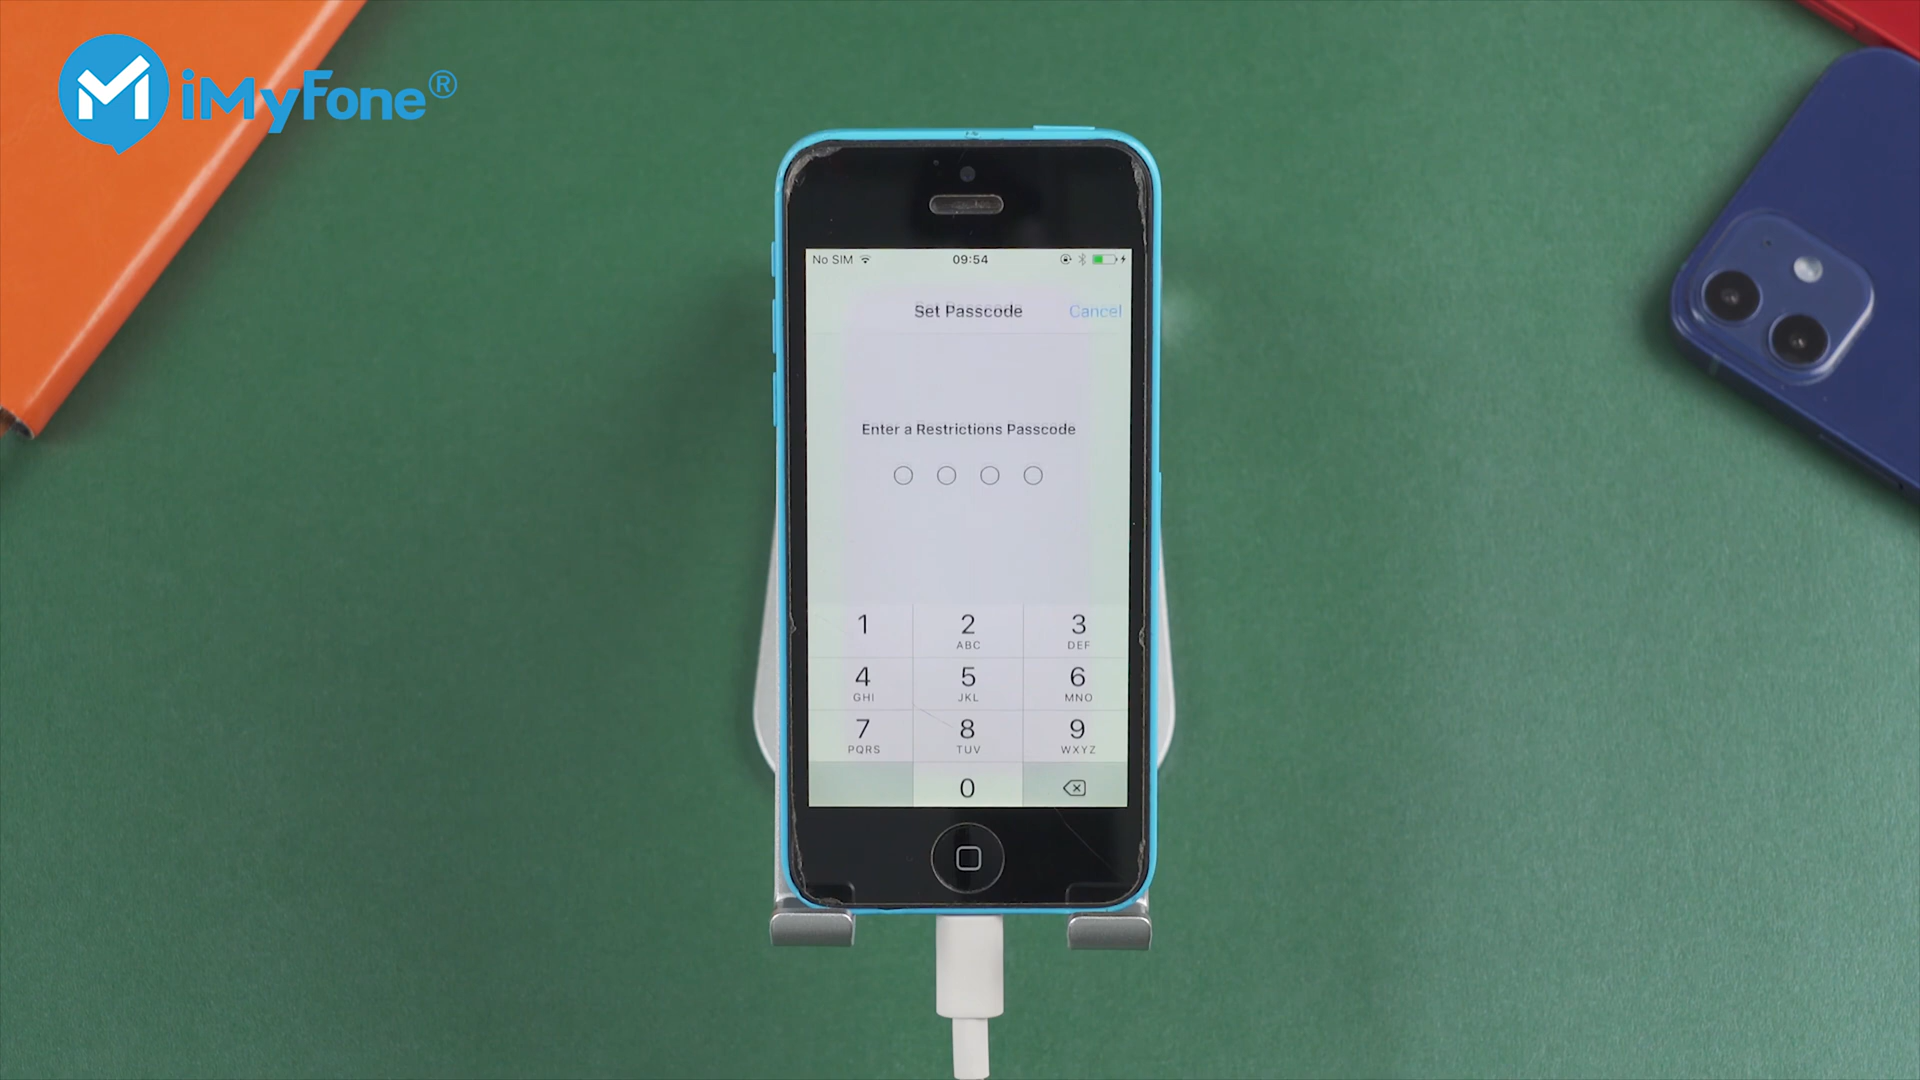 iMyFone®
No SIM 09:54
Set Passcode Cancel
Enter a Restrictions Passcode
1 2 3
ABC DEF
4 5 6
GHI JKL MNO
7 8 9
PQRS TUV WXYZ
0